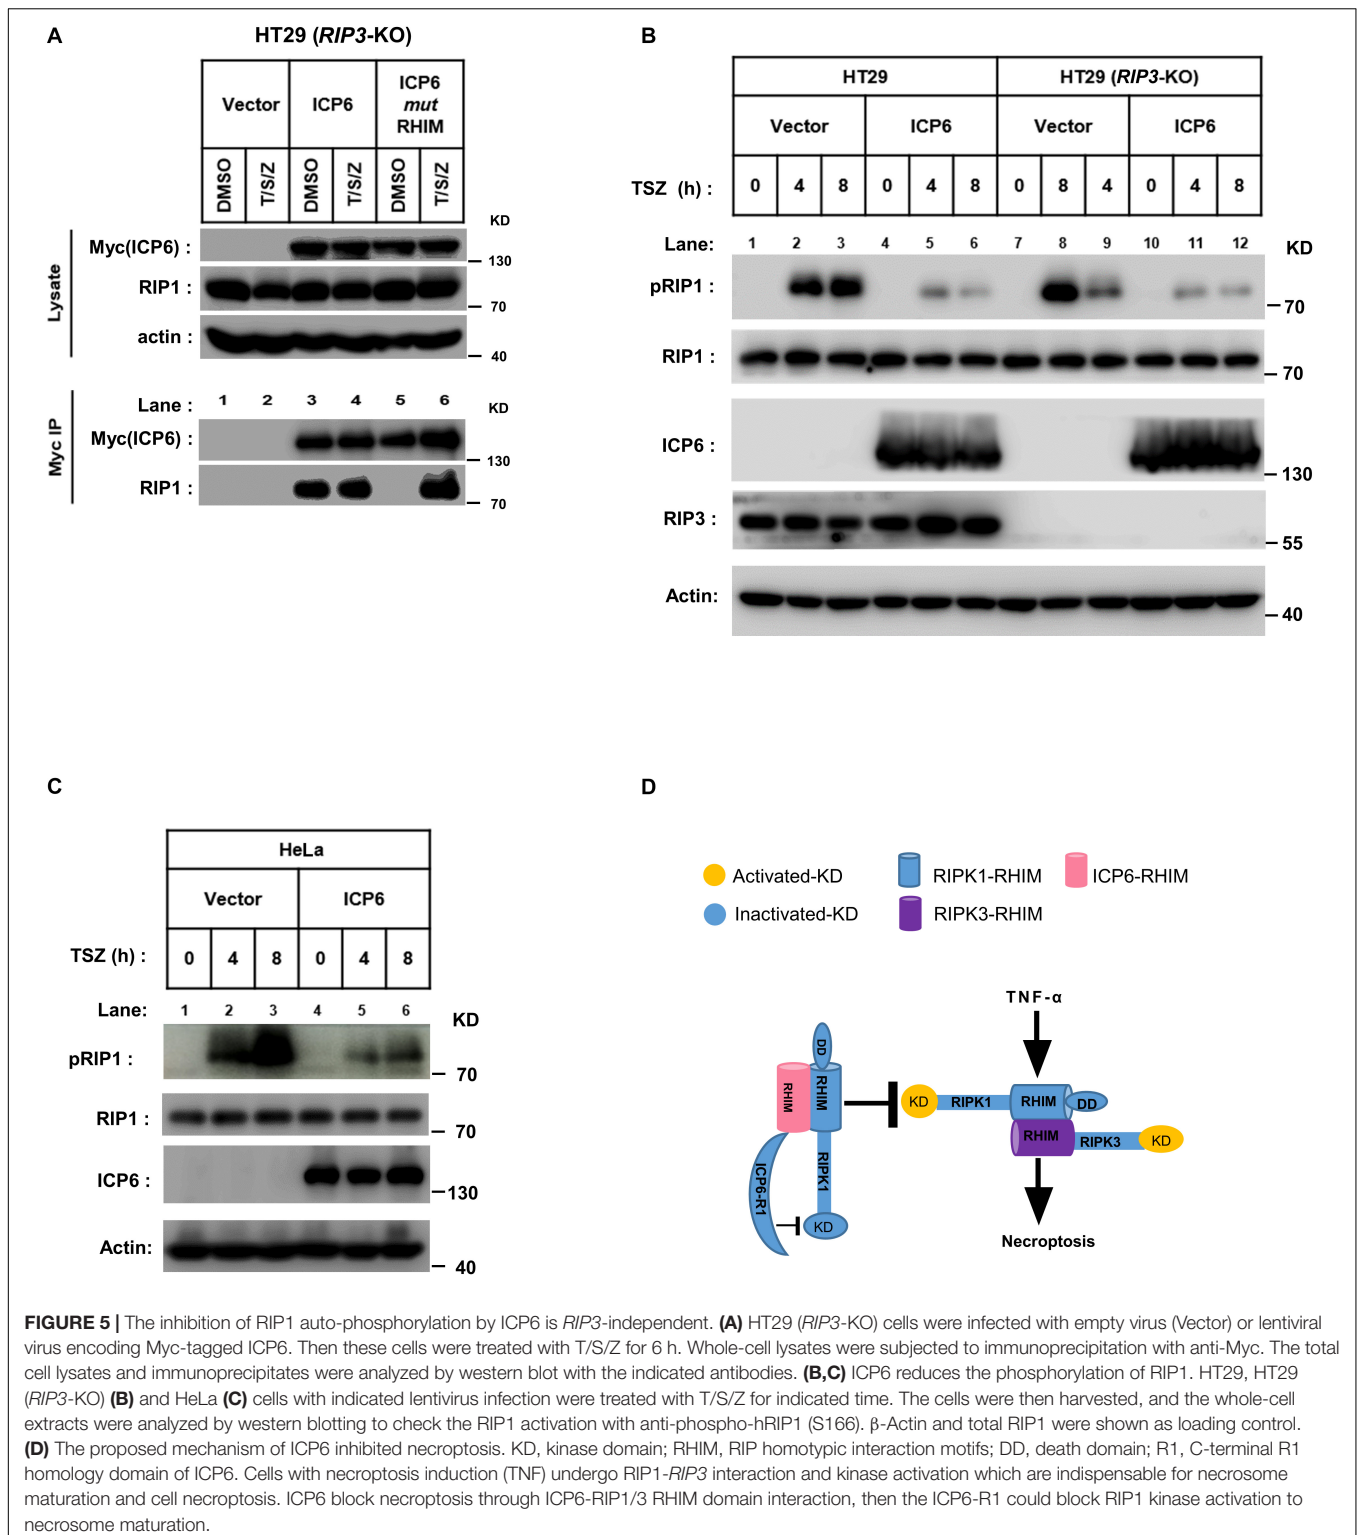 A
HT29 (RIP3-KO)
Vector ICP6 ICP6 mut RHIM
DMSO T/S/Z DMSO T/S/Z DMSO T/S/Z
KD
Lysate
Myc(ICP6) :
130
RIP1 :
70
actin :
40
Myc IP
Lane : 1 2 3 4 5 6 KD
Myc(ICP6) :
130
RIP1 :
70
B
HT29 HT29 (RIP3-KO)
Vector ICP6 Vector ICP6
TSZ (h) : 0 4 8 0 4 8 0 8 4 0 4 8
Lane: 1 2 3 4 5 6 7 8 9 10 11 12 KD
pRIP1 :
70
RIP1 :
70
ICP6 :
130
RIP3 :
55
Actin:
40
C
HeLa
Vector ICP6
TSZ (h) : 0 4 8 0 4 8
Lane: 1 2 3 4 5 6 KD
pRIP1 :
70
RIP1 :
70
ICP6 :
130
Actin:
40
D
Activated-KD RIPK1-RHIM ICP6-RHIM
Inactivated-KD RIPK3-RHIM
TNF-α
DD
RHIM RHIM
ICP6-R1
RIPK1
KD
KD RIPK1 RHIM DD
RHIM RIPK3 KD
Necroptosis
FIGURE 5 | The inhibition of RIP1 auto-phosphorylation by ICP6 is RIP3-independent. (A) HT29 (RIP3-KO) cells were infected with empty virus (Vector) or lentiviral
virus encoding Myc-tagged ICP6. Then these cells were treated with T/S/Z for 6 h. Whole-cell lysates were subjected to immunoprecipitation with anti-Myc. The total
cell lysates and immunoprecipitates were analyzed by western blot with the indicated antibodies. (B,C) ICP6 reduces the phosphorylation of RIP1. HT29, HT29
(RIP3-KO) (B) and HeLa (C) cells with indicated lentivirus infection were treated with T/S/Z for indicated time. The cells were then harvested, and the whole-cell
extracts were analyzed by western blotting to check the RIP1 activation with anti-phospho-hRIP1 (S166). β-Actin and total RIP1 were shown as loading control.
(D) The proposed mechanism of ICP6 inhibited necroptosis. KD, kinase domain; RHIM, RIP homotypic interaction motifs; DD, death domain; R1, C-terminal R1
homology domain of ICP6. Cells with necroptosis induction (TNF) undergo RIP1-RIP3 interaction and kinase activation which are indispensable for necrosome
maturation and cell necroptosis. ICP6 block necroptosis through ICP6-RIP1/3 RHIM domain interaction, then the ICP6-R1 could block RIP1 kinase activation to
necrosome maturation.